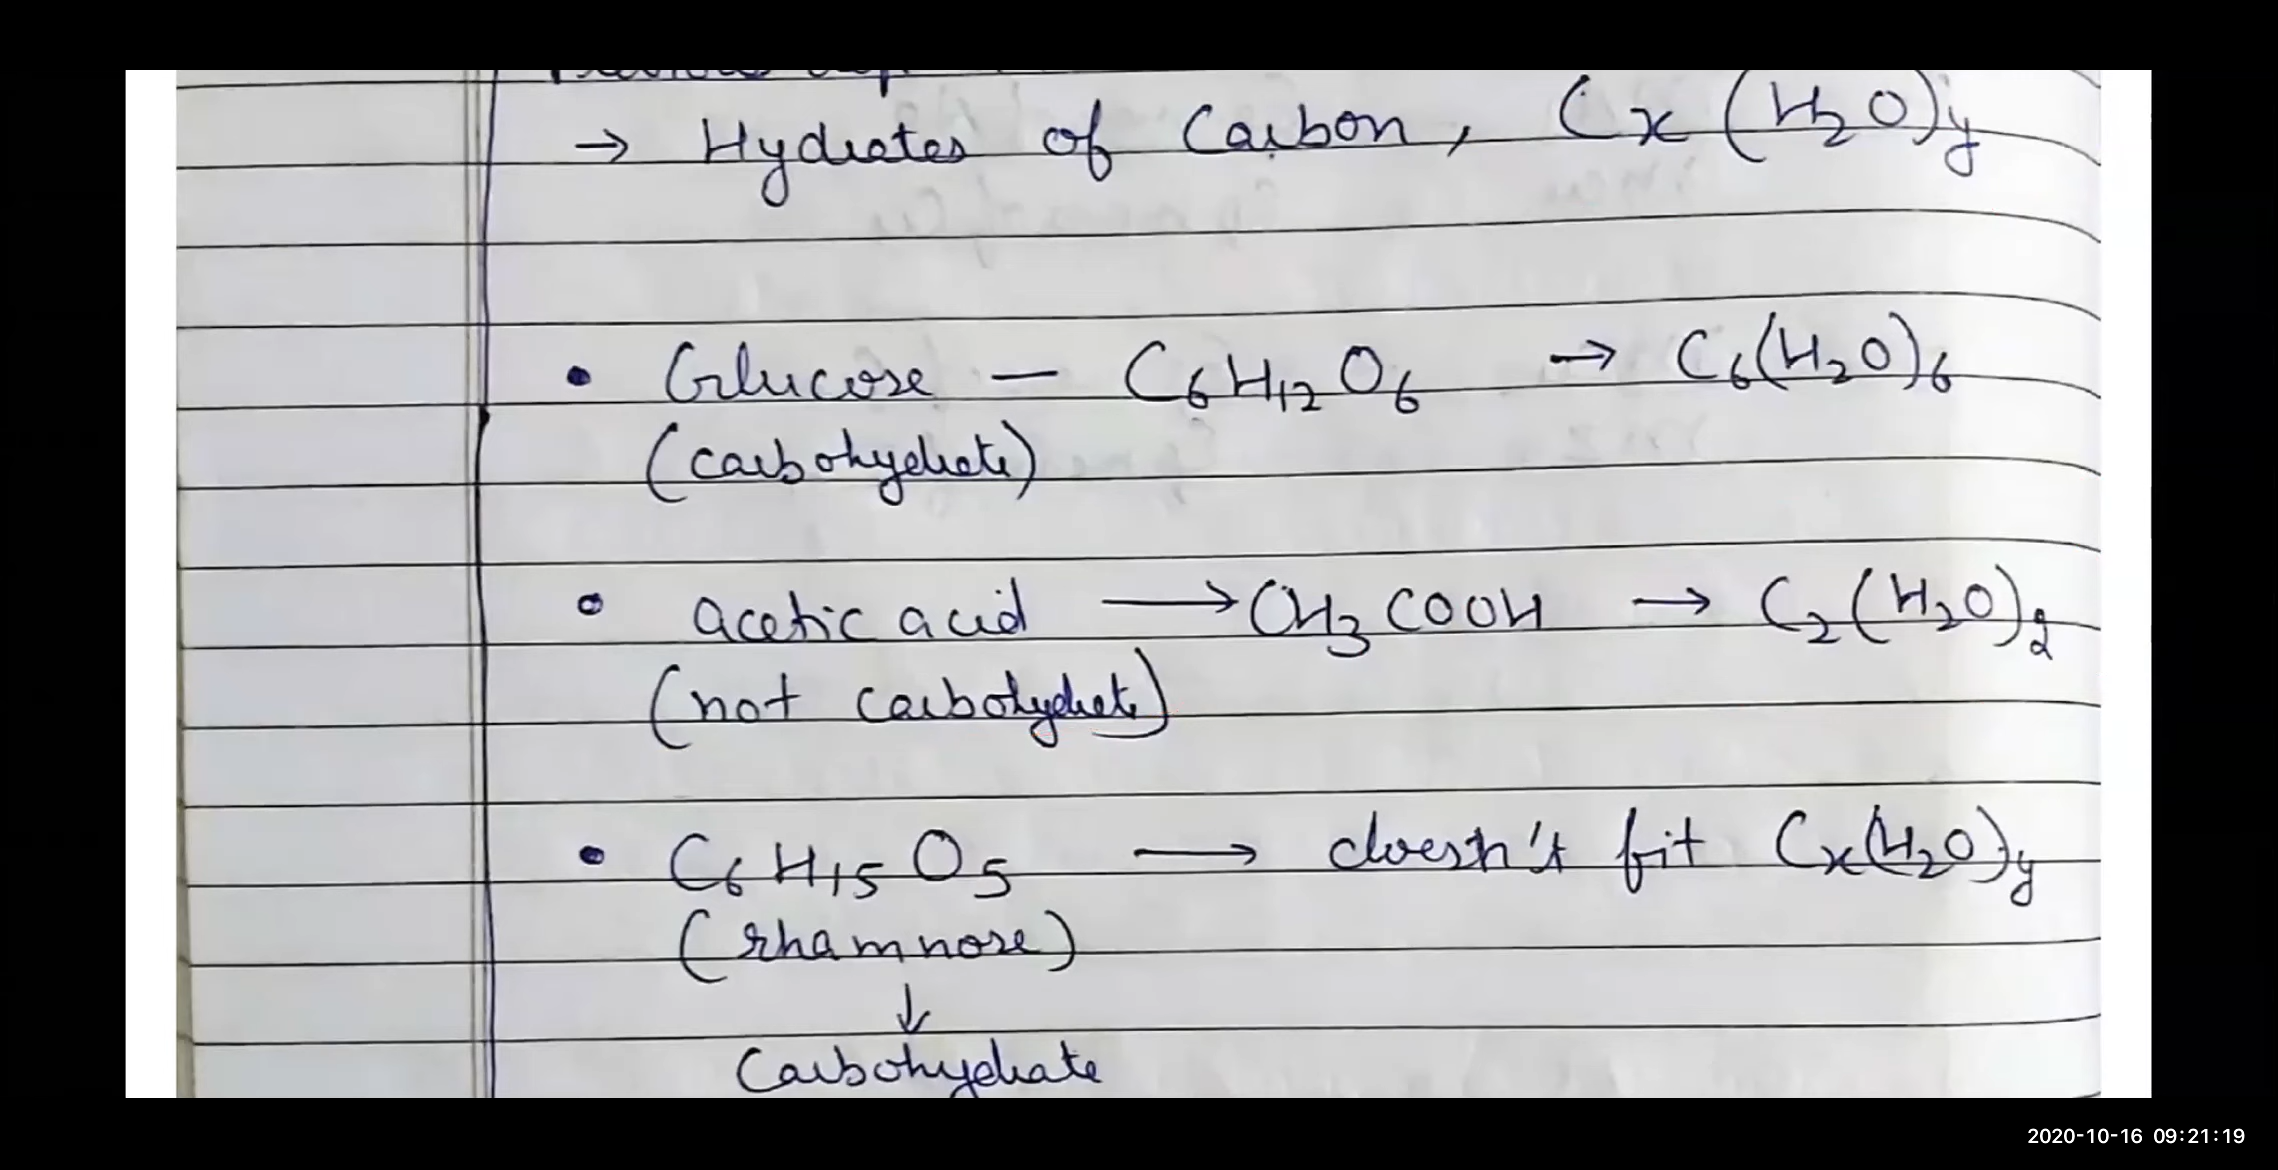 → Hydrates of Carbon, Cx (H2O)y
• Glucose — C6H12O6 → C6(H2O)6
(carbohydrate)
• acetic acid → CH3COOH → C2(H2O)2
(not carbohydrate)
• C6H15O5 → doesn't fit Cx(H2O)y
(rhamnose)
↓
Carbohydrate
2020-10-16 09:21:19